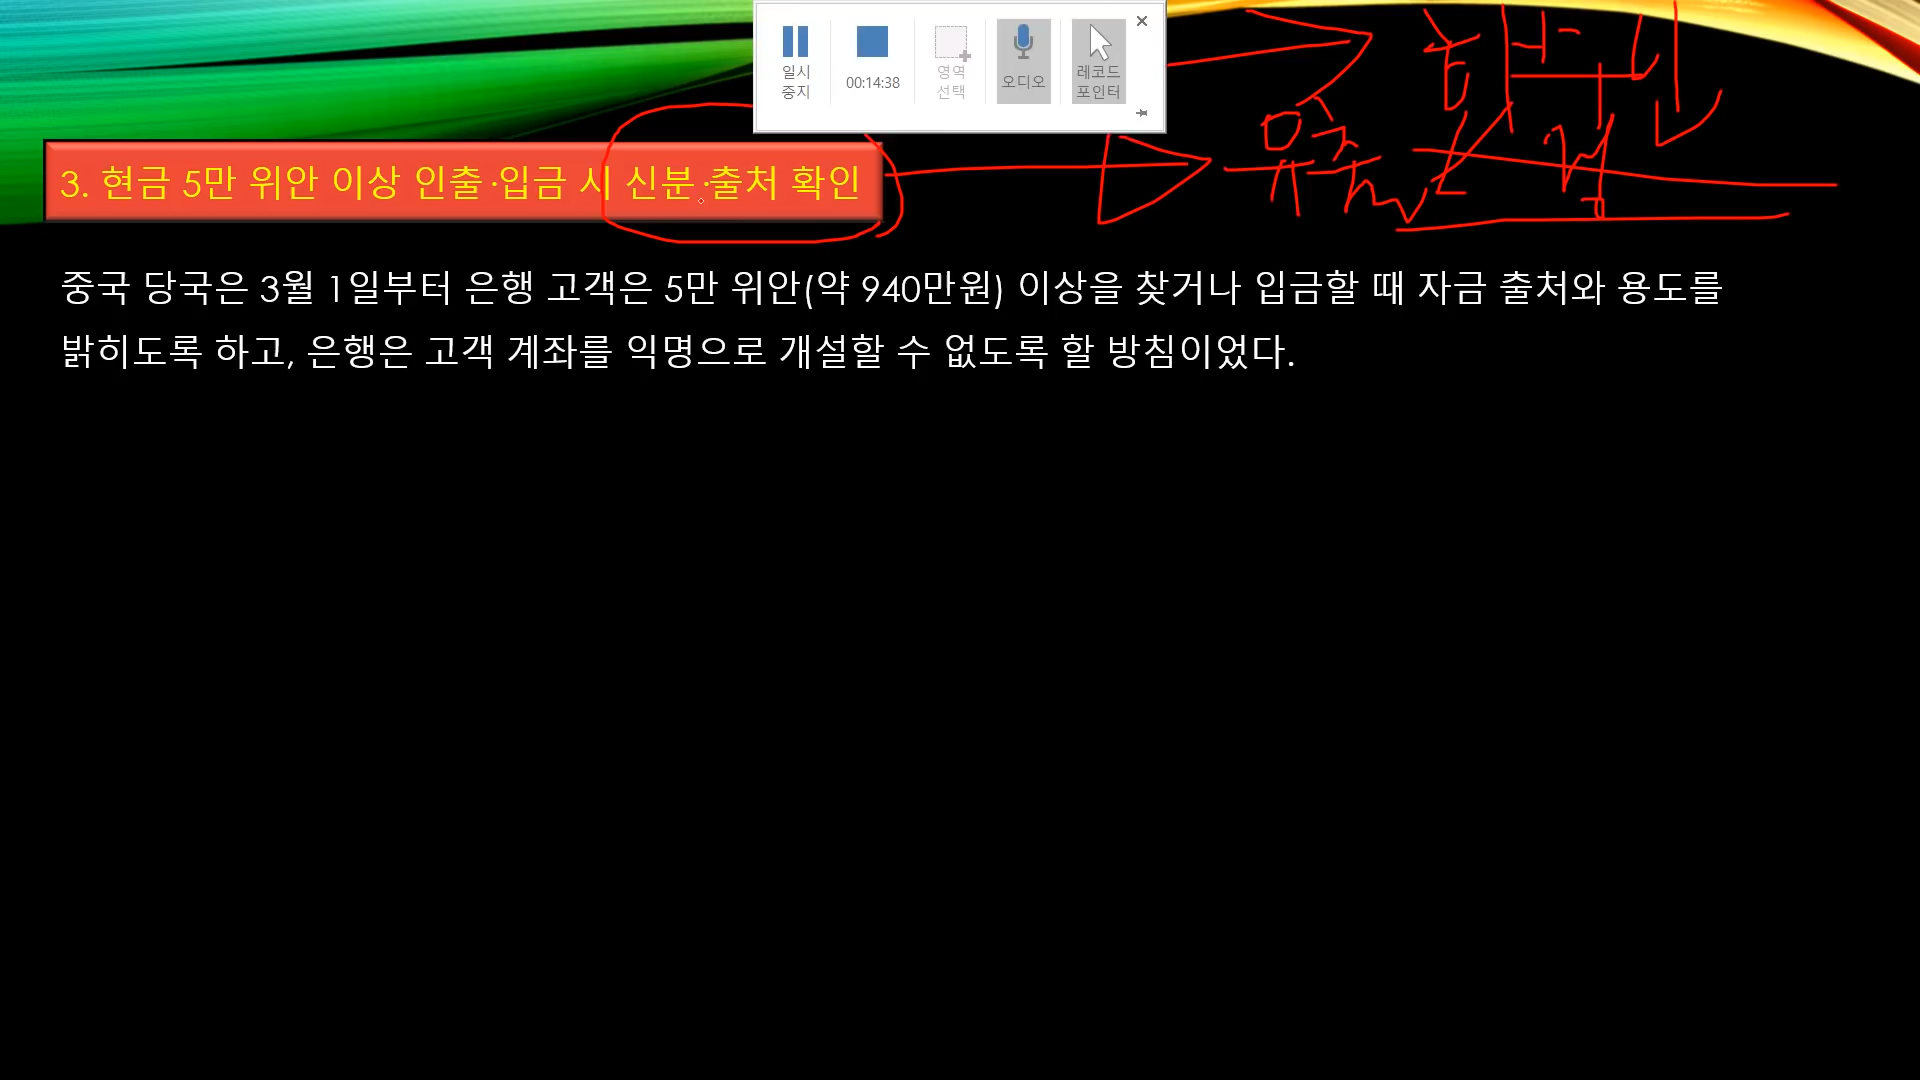 일시
중지
00:14:38
영역
선택
오디오
레코드
포인터
3. 현금 5만 위안 이상 인출·입금 시 신분·출처 확인
중국 당국은 3월 1일부터 은행 고객은 5만 위안(약 940만원) 이상을 찾거나 입금할 때 자금 출처와 용도를
밝히도록 하고, 은행은 고객 계좌를 익명으로 개설할 수 없도록 할 방침이었다.